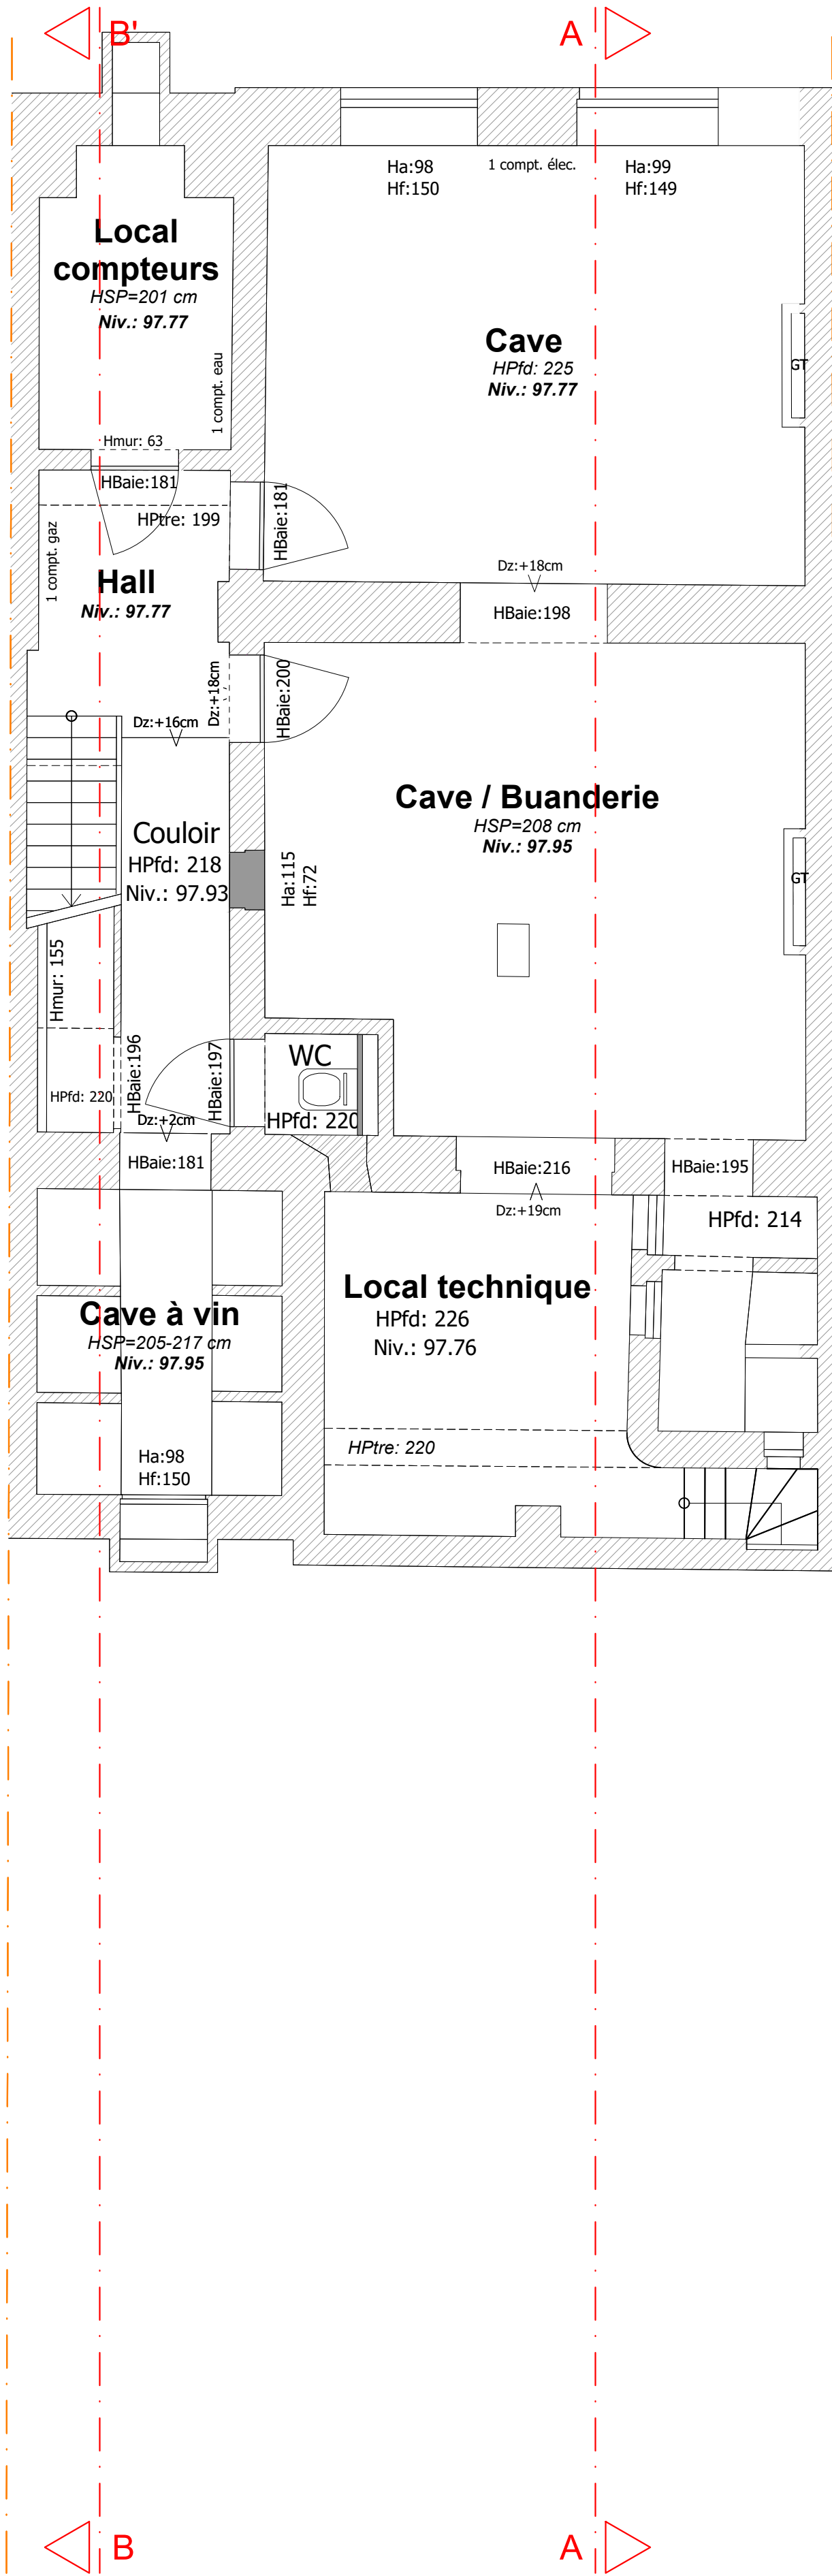 B'
A
Ha:98
Hf:150
1 compt. élec.
Ha:99
Hf:149
Local
compteurs
HSP=201 cm
Niv.: 97.77
1 compt. eau
Cave
HPfd: 225
Niv.: 97.77
GT
Hmur: 63
HBaie:181
HPtre: 199
HBaie:181
1 compt. gaz
Hall
Niv.: 97.77
Dz:+18cm
HBaie:198
Dz:+18cm
HBaie:200
Dz:+16cm
Cave / Buanderie
HSP=208 cm
Niv.: 97.95
Couloir
HPfd: 218
Niv.: 97.93
Ha:115
Hf:72
GT
Hmur: 155
HBaie:196
HBaie:197
WC
HPfd: 220
HPfd: 220
Dz:+2cm
HBaie:181
HBaie:216
HBaie:195
Dz:+19cm
HPfd: 214
Local technique
HPfd: 226
Niv.: 97.76
Cave à vin
HSP=205-217 cm
Niv.: 97.95
HPtre: 220
Ha:98
Hf:150
B
A